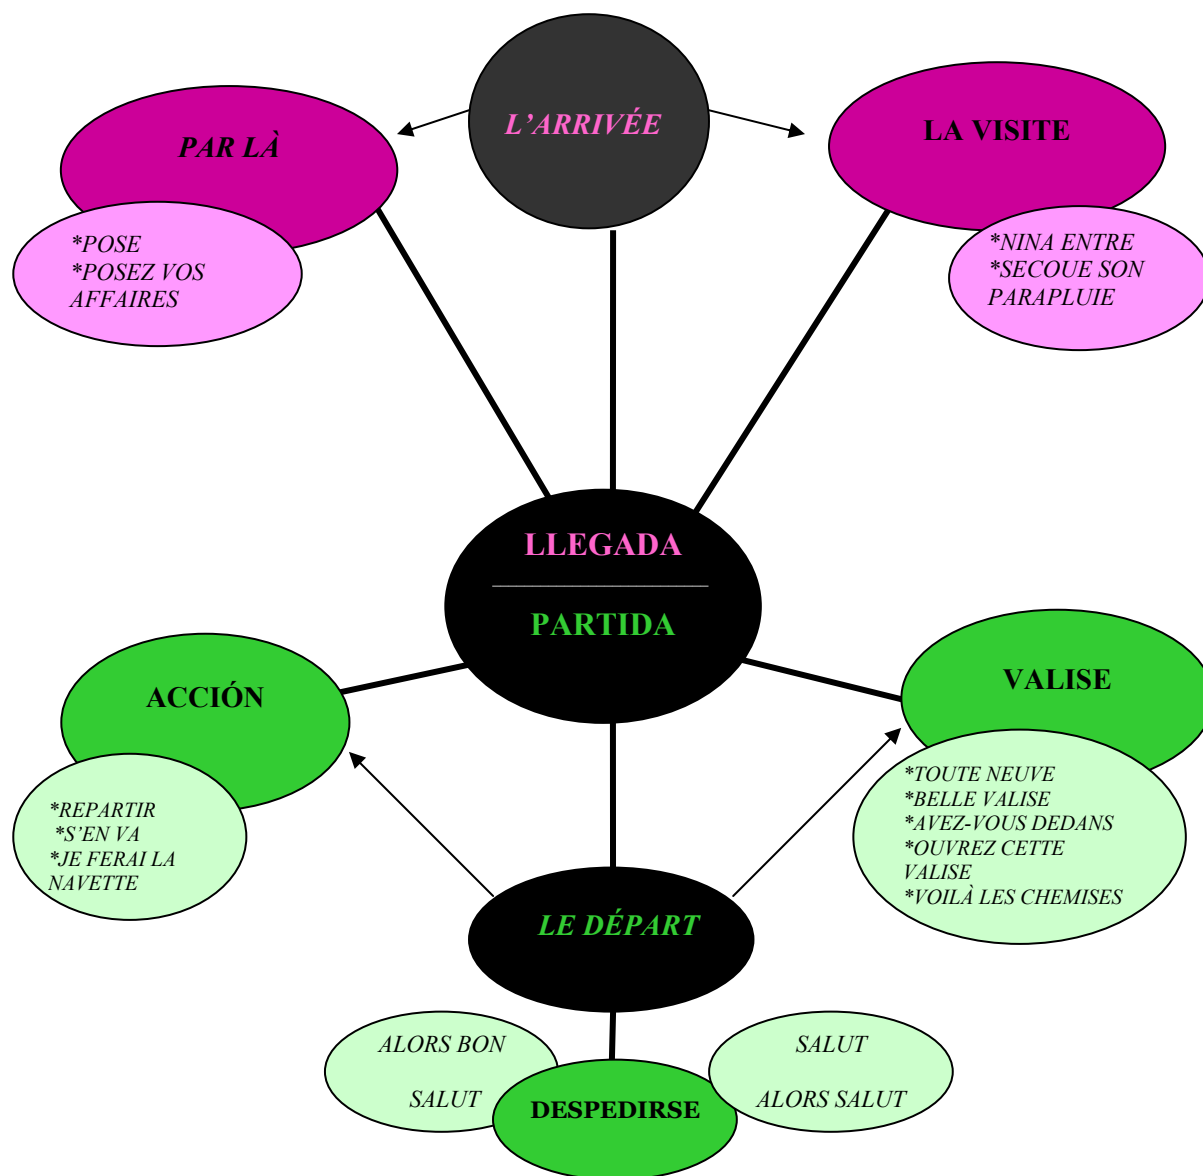 L'ARRIVÉE
PAR LÀ
*POSE
*POSEZ VOS
AFFAIRES
LA VISITE
*NINA ENTRE
*SECOUE SON
PARAPLUIE
LLEGADA
PARTIDA
ACCIÓN
*REPARTIR
*S'EN VA
*JE FERAI LA
NAVETTE
VALISE
*TOUTE NEUVE
*BELLE VALISE
*AVEZ-VOUS DEDANS
*OUVREZ CETTE
VALISE
*VOILÀ LES CHEMISES
LE DÉPART
ALORS BON
SALUT
DESPEDIRSE
SALUT
ALORS SALUT